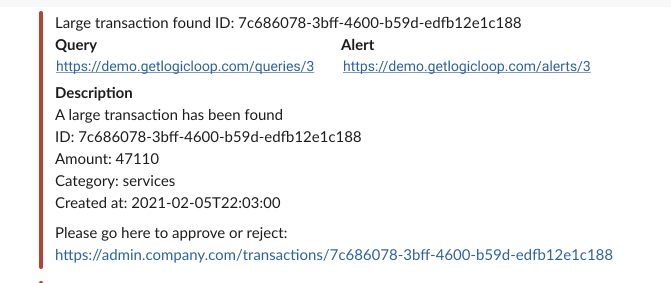 Large transaction found ID: 7c686078-3bff-4600-b59d-edfb12e1c188
Query Alert
https://demo.getlogicloop.com/queries/3 https://demo.getlogicloop.com/alerts/3
Description
A large transaction has been found
ID: 7c686078-3bff-4600-b59d-edfb12e1c188
Amount: 47110
Category: services
Created at: 2021-02-05T22:03:00
Please go here to approve or reject:
https://admin.company.com/transactions/7c686078-3bff-4600-b59d-edfb12e1c188